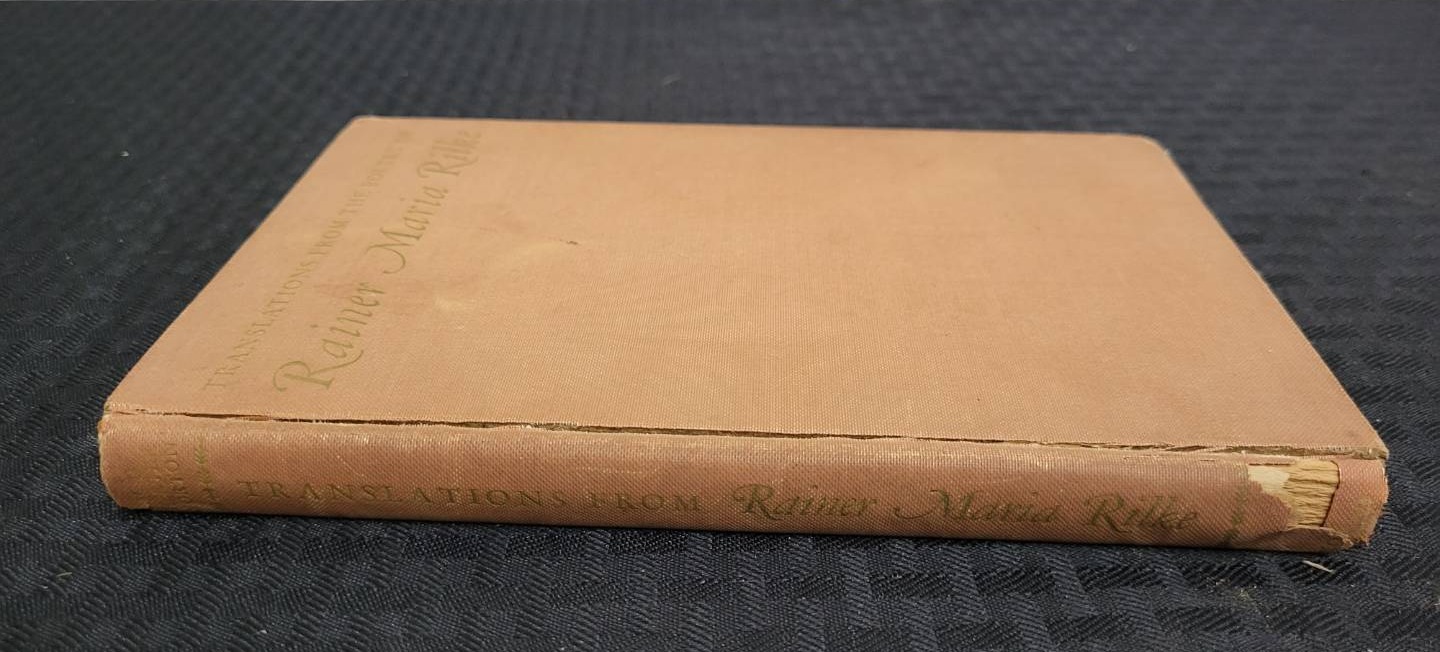 TRANSLATIONS FROM THE POETRY OF
Rainer Maria Rilke
TRANSLATIONS FROM Rainer Maria Rilke